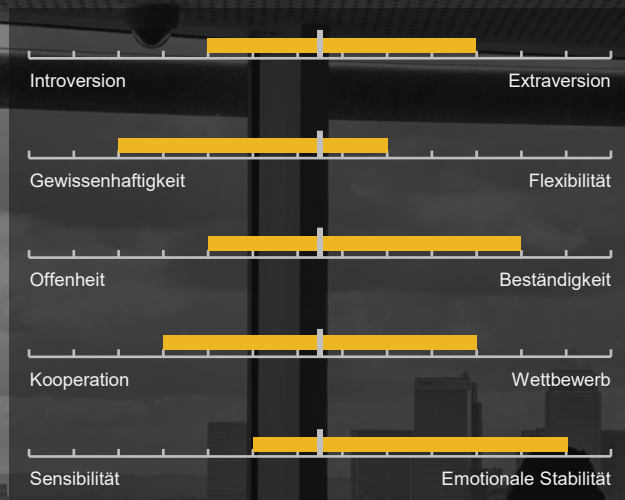 Introversion Extraversion
Gewissenhaftigkeit Flexibilität
Offenheit Beständigkeit
Kooperation Wettbewerb
Sensibilität Emotionale Stabilität